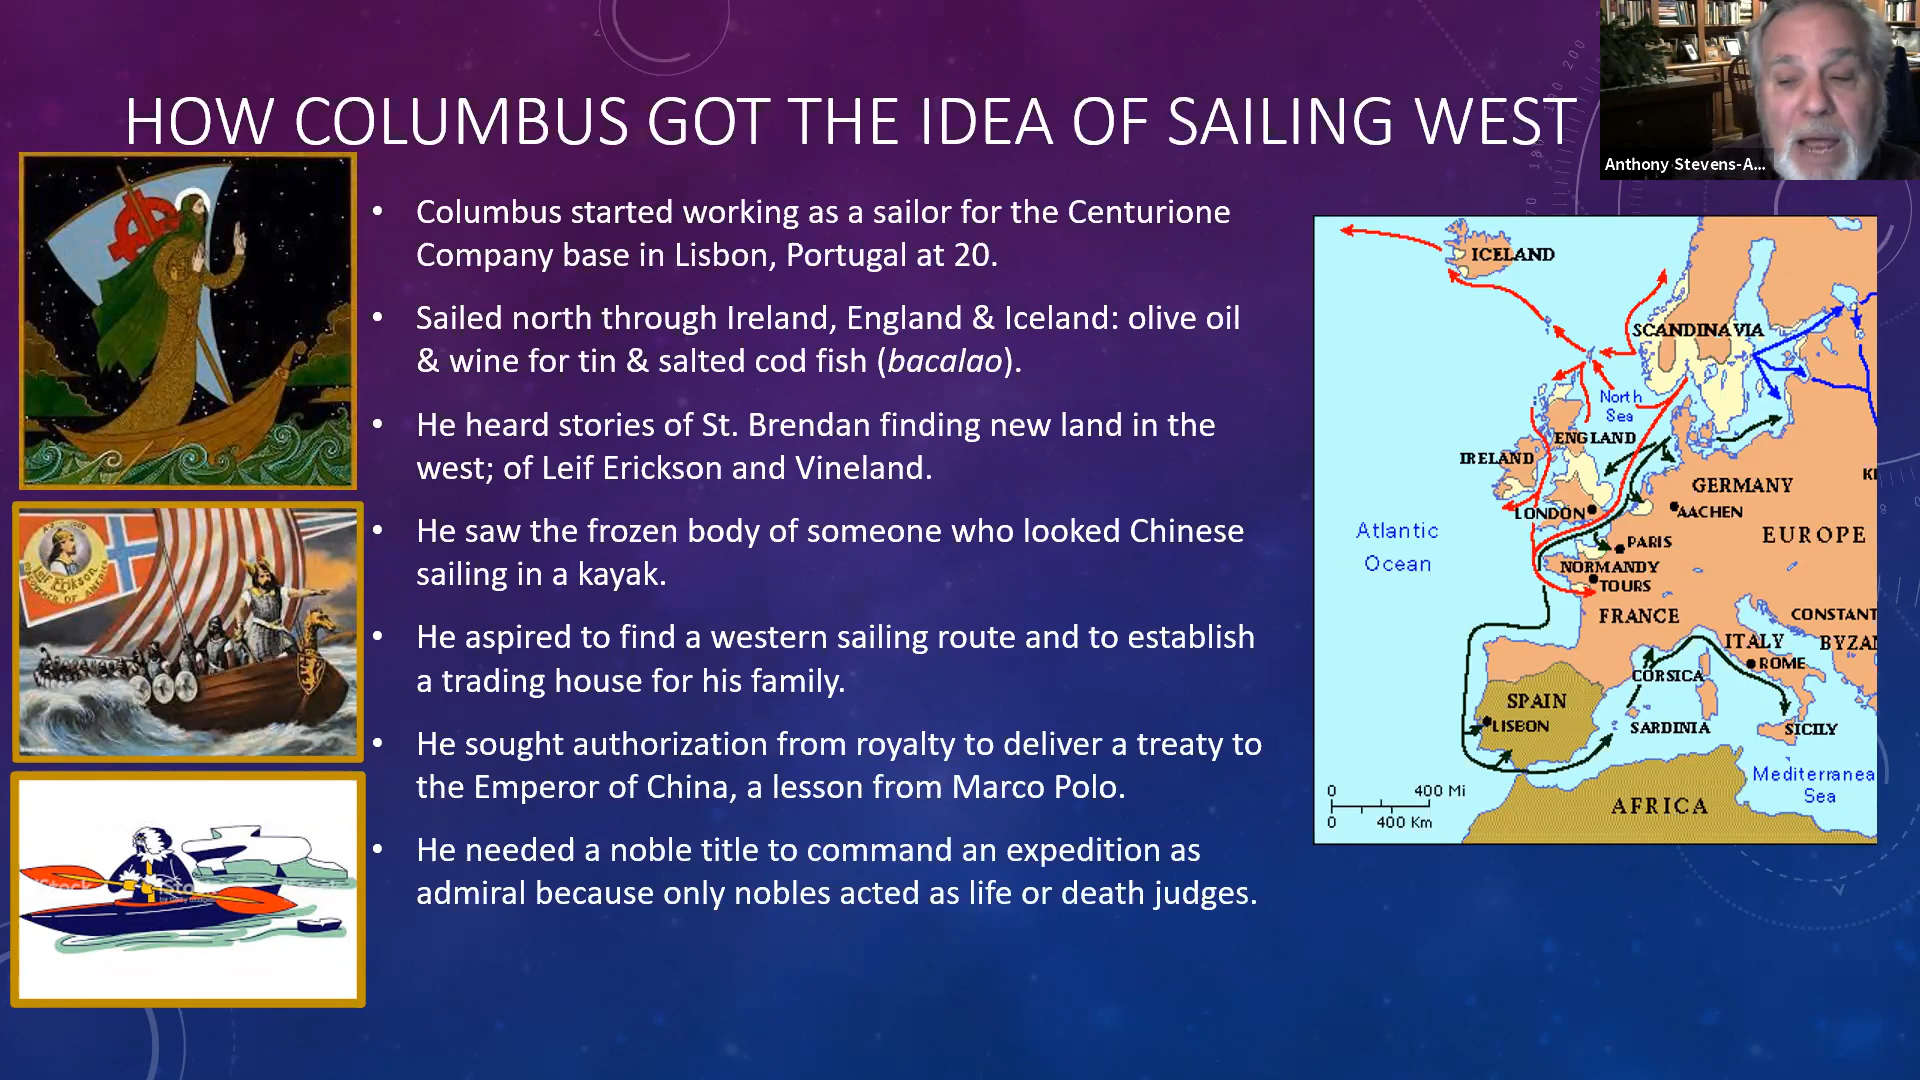 HOW COLUMBUS GOT THE IDEA OF SAILING WEST
Anthony Stevens-A...
• Columbus started working as a sailor for the Centurione
Company base in Lisbon, Portugal at 20.
• Sailed north through Ireland, England & Iceland: olive oil
& wine for tin & salted cod fish (bacalao).
• He heard stories of St. Brendan finding new land in the
west; of Leif Erickson and Vineland.
• He saw the frozen body of someone who looked Chinese
sailing in a kayak.
• He aspired to find a western sailing route and to establish
a trading house for his family.
• He sought authorization from royalty to deliver a treaty to
the Emperor of China, a lesson from Marco Polo.
• He needed a noble title to command an expedition as
admiral because only nobles acted as life or death judges.
Leif Erikson
OF AMERICA
iStock
ICELAND
SCANDINAVIA
North
Sea
ENGLAND
IRELAND
GERMANY
LONDON
AACHEN
Atlantic
Ocean
EUROPE
PARIS
NORMANDY
TOURS
FRANCE
CONSTANT
ITALY
BYZA
ROME
CORSICA
SPAIN
LISBON
SARDINIA
SICILY
Mediterranea
Sea
0 400 Mi
0 400 Km
AFRICA
170
180
190
200